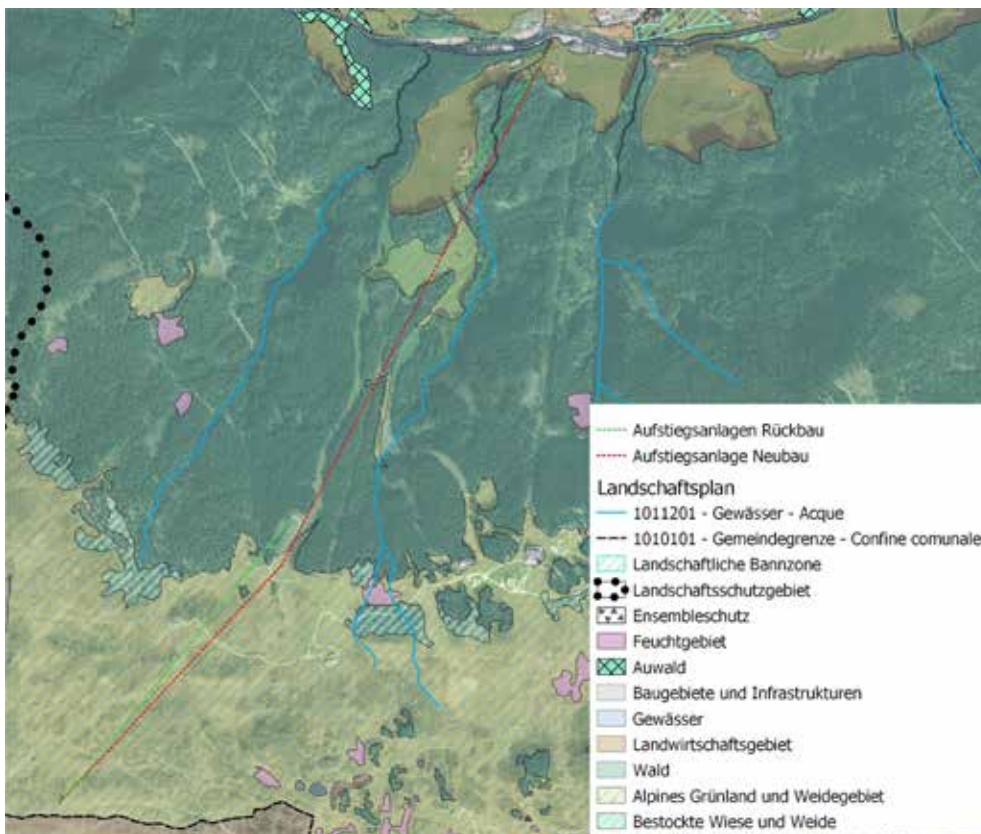 Aufstiegsanlagen Rückbau
Aufstiegsanlage Neubau
Landschaftsplan
1011201 - Gewässer - Acque
1010101 - Gemeindegrenze - Confine comunale
Landschaftliche Bannzone
Landschaftsschutzgebiet
Ensembleschutz
Feuchtgebiet
Auwald
Baugebiete und Infrastrukturen
Gewässer
Landwirtschaftsgebiet
Wald
Alpines Grünland und Weidegebiet
Bestockte Wiese und Weide